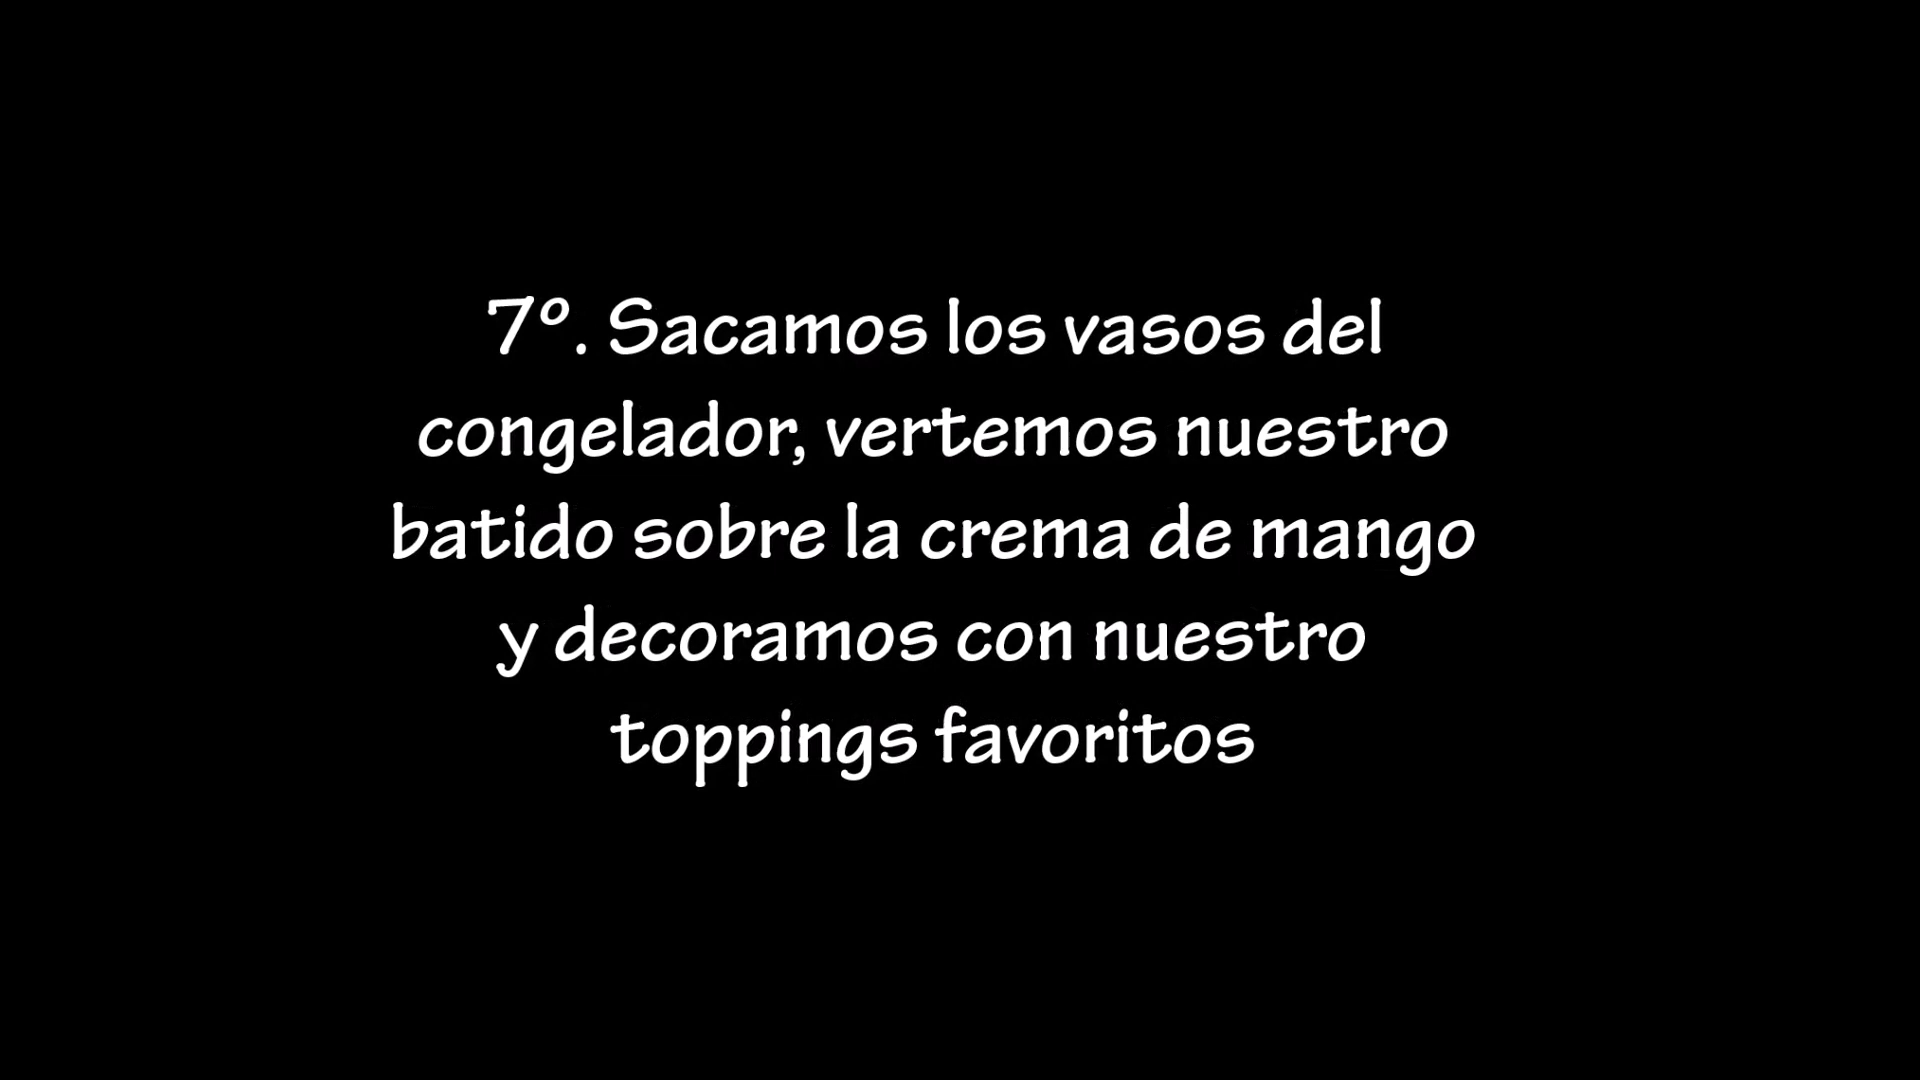 7º. Sacamos los vasos del
congelador, vertemos nuestro
batido sobre la crema de mango
y decoramos con nuestro
toppings favoritos